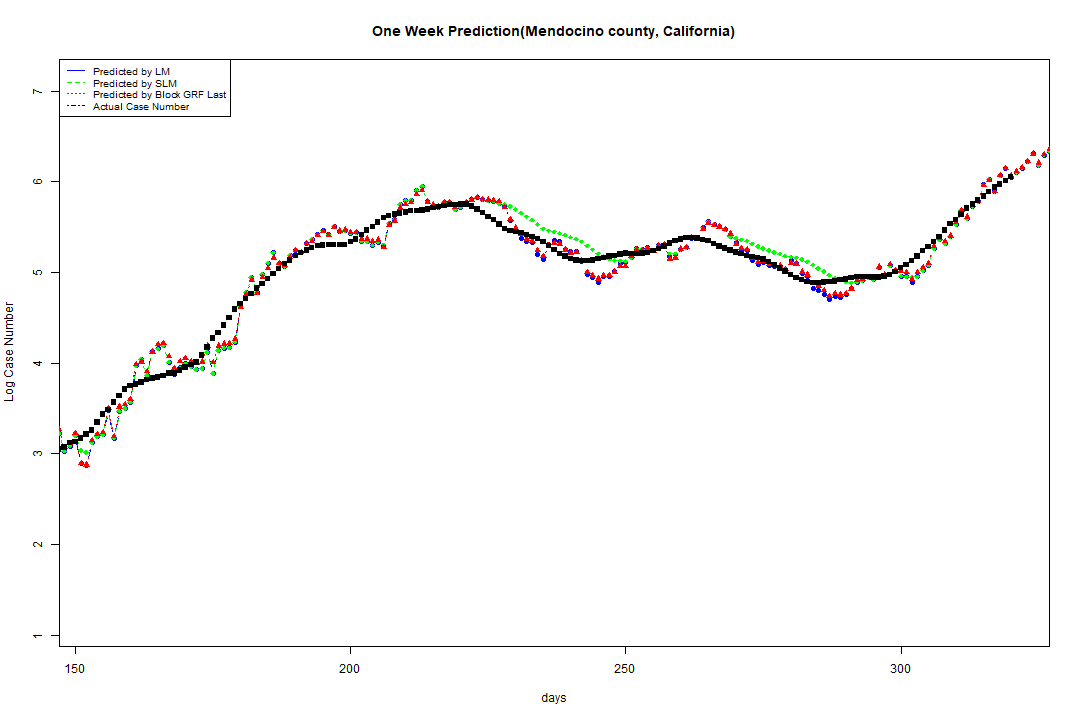 One Week Prediction(Mendocino county, California)
Predicted by LM
Predicted by SLM
Predicted by Block GRF Last
Actual Case Number
7
6
5
4
3
2
1
Log Case Number
150 200 250 300
days